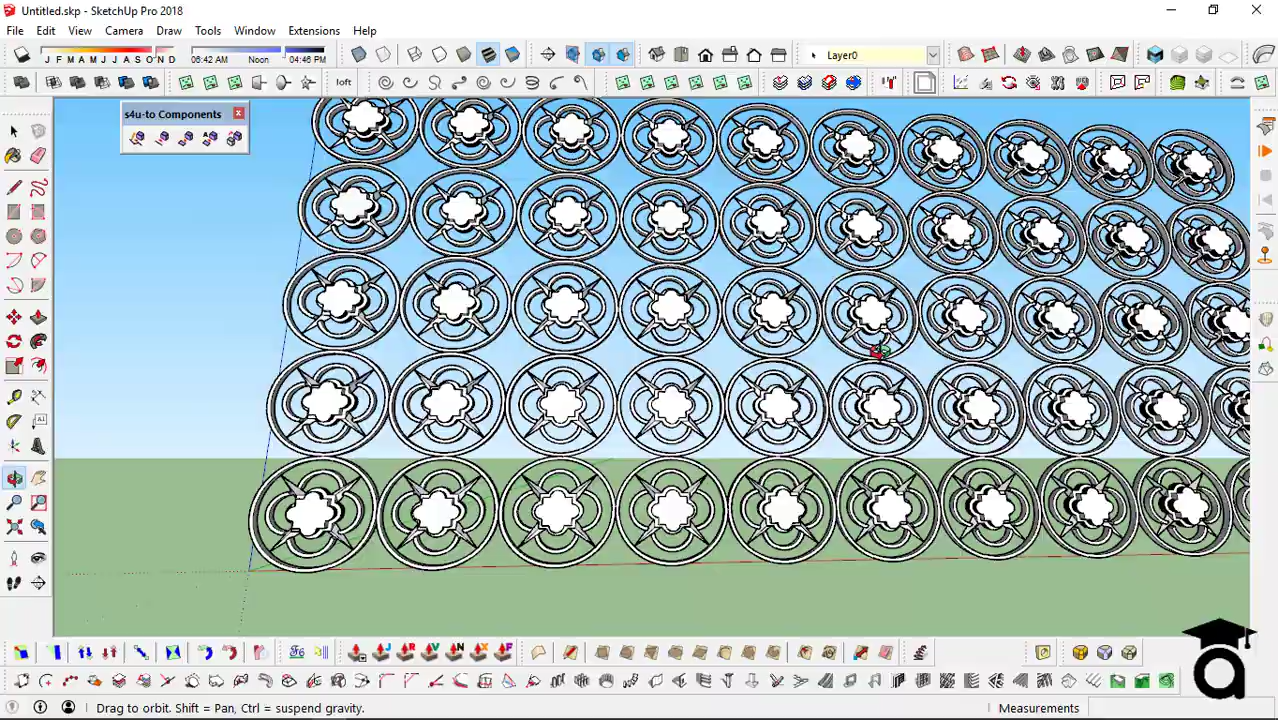 Untitled.skp - SketchUp Pro 2018
File Edit View Camera Draw Tools Window Extensions Help
J F M A M J J A S O N D 06:42 AM Noon 04:46 PM Layer0
loft
s4u-to Components
Drag to orbit. Shift = Pan, Ctrl = suspend gravity. Measurements